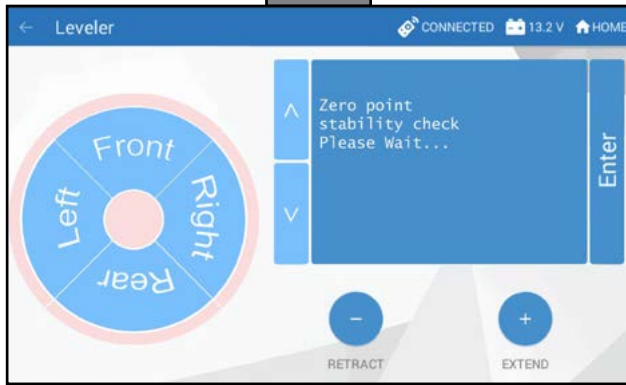 ← Leveler
CONNECTED
13.2 V
HOME
Front
Left
Right
Rear
Zero point
stability check
Please Wait...
Enter
−
+
RETRACT
EXTEND